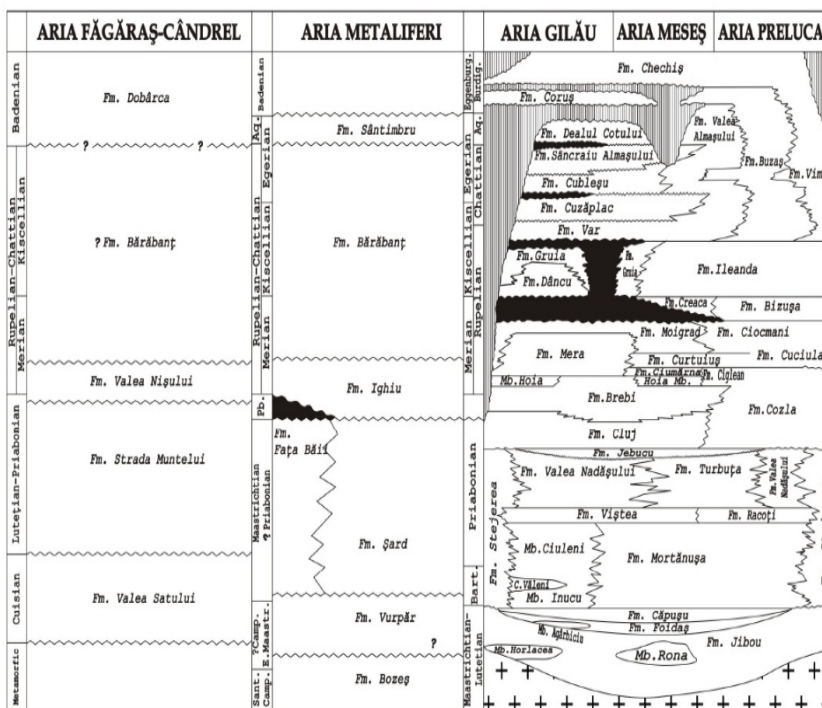 ARIA FĂGĂRAȘ-CÂNDREL
ARIA METALIFERI
ARIA GILĂU
ARIA MESEȘ
ARIA PRELUCA
Badenian
Rupelian-Chattian
Kiscellian
Merian
Lutețian-Priabonian
Cuisian
Metamorfic
Fm. Dobârca
? ?
? Fm. Bărăbanț
Fm. Valea Nișului
Fm. Strada Muntelui
Fm. Valea Satului
Badenian
Aq.
Egerian
Rupelian-Chattian
Kiscellian
Merian
Pb.
Maastrichtian
? Priabonian
?Camp.
E.Maastr.
Sant.
Camp.
Fm. Sântimbru
Fm. Bărăbanț
Fm. Ighiu
Fm.
Fața Băii
Fm. Șard
Fm. Vurpăr
?
Fm. Bozeș
Eggenburg.
Burdig.
Aq.
Egerian
Chattian
Kiscellian
Rupelian
Merian
Priabonian
Bart.
Maastrichtian-
Lutetian
Fm. Chechiș
Fm. Coruș
Fm. Dealul Cotului
Fm. Valea
Almașului
Fm.Sâncraiu Almașului
Fm.Buzaș
Fm.Vim
Fm. Cubleșu
Fm. Cuzăplac
Fm. Var
Fm.Gruia
Fm.
Gruia
Fm.Dâncu
Fm.Ileanda
Fm.Creaca
Fm. Bizușa
Fm. Moigrad
Fm. Ciocmani
Fm. Mera
Fm. Curtuiuș
Fm. Cuciula
Fm.Ciumărna
Fm. Ciglean
Mb.Hoia
Hoia Mb.
Fm.Brebi
Fm.Cozla
Fm. Cluj
Fm. Jebucu
Fm. Valea Nadășului
Fm. Turbuța
Fm.Valea
Nadășului
Fm. Viștea
Fm. Racoți
Fm. Stejerea
Mb.Ciuleni
Fm. Mortănușa
C.Văleni
Mb. Inucu
Fm. Căpușu
Fm. Foidaș
Mb. Agârbiciu
Fm. Jibou
Mb.Horlacea
Mb.Rona